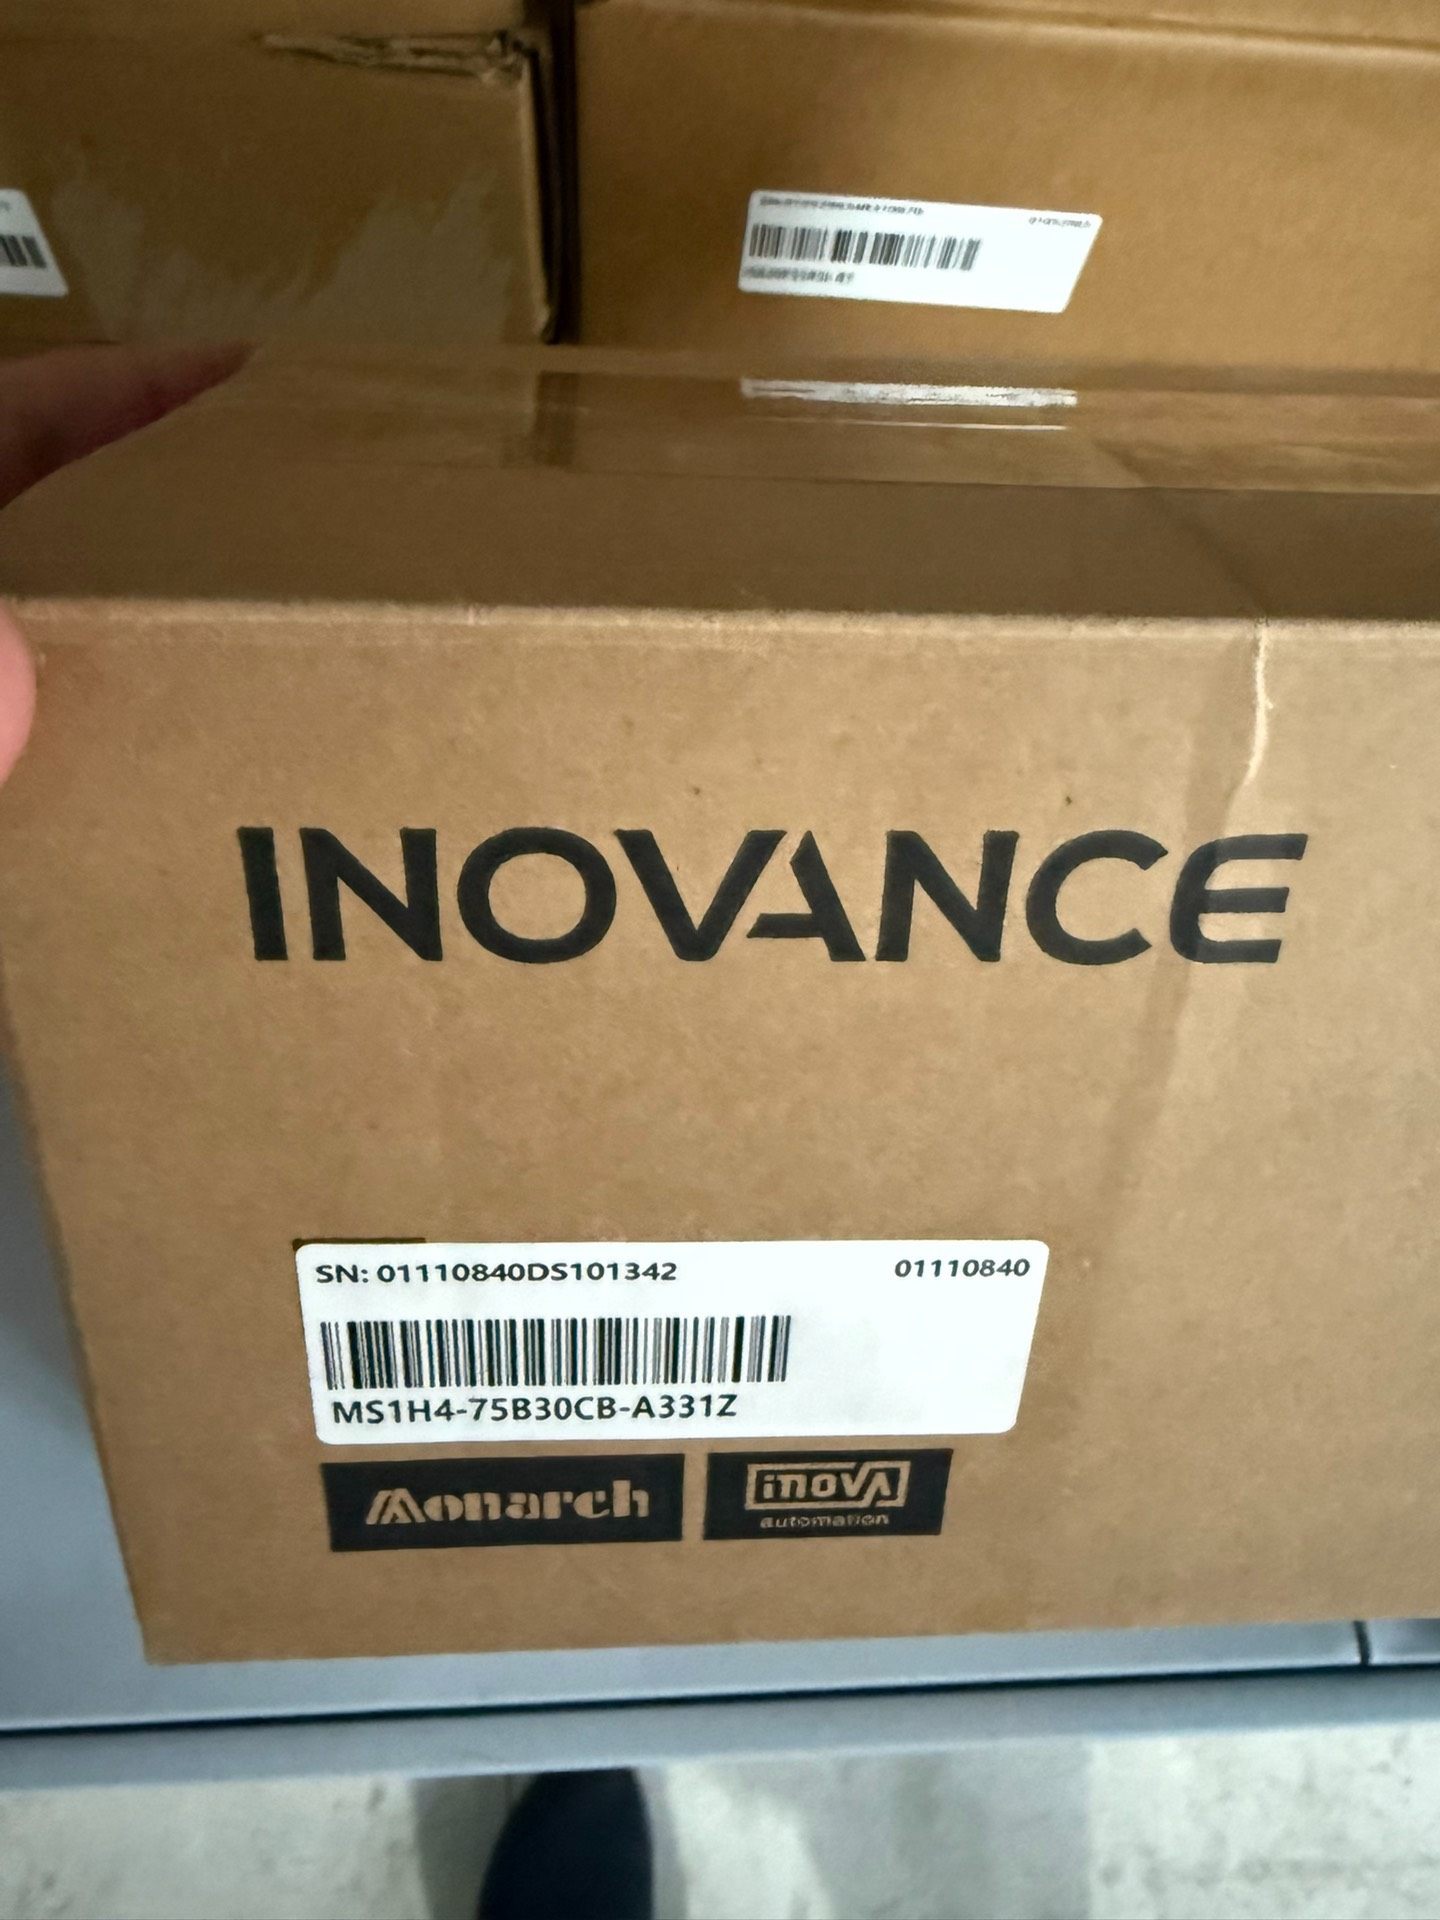 INOVANCE
SN: 01110840DS101342 01110840
MS1H4-75B30CB-A331Z
Monarch
inova
automation